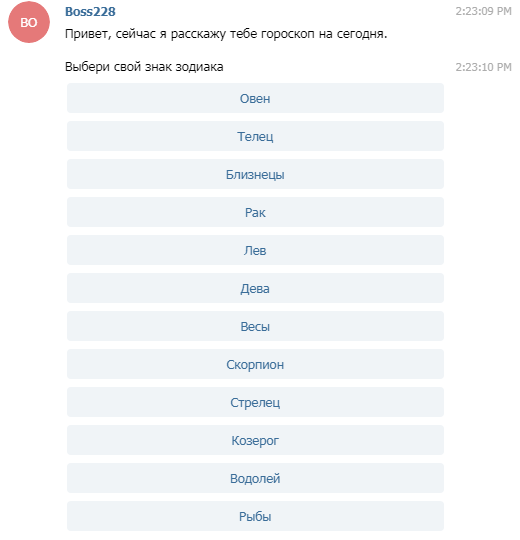 ВО
Boss228
2:23:09 PM
Привет, сейчас я расскажу тебе гороскоп на сегодня.
Выбери свой знак зодиака
2:23:10 PM
Овен
Телец
Близнецы
Рак
Лев
Дева
Весы
Скорпион
Стрелец
Козерог
Водолей
Рыбы